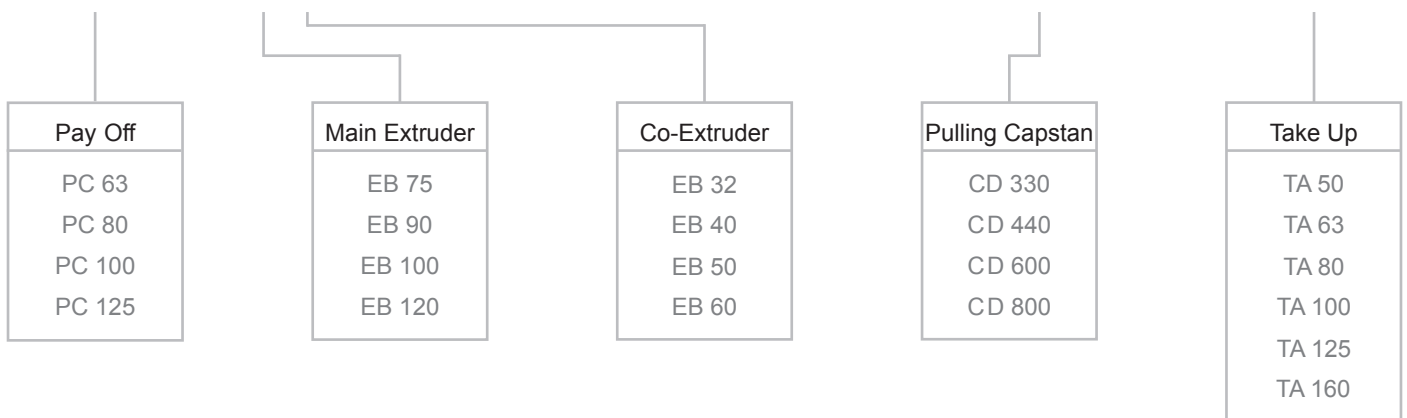 Pay Off
PC 63
PC 80
PC 100
PC 125
Main Extruder
EB 75
EB 90
EB 100
EB 120
Co-Extruder
EB 32
EB 40
EB 50
EB 60
Pulling Capstan
CD 330
CD 440
CD 600
CD 800
Take Up
TA 50
TA 63
TA 80
TA 100
TA 125
TA 160